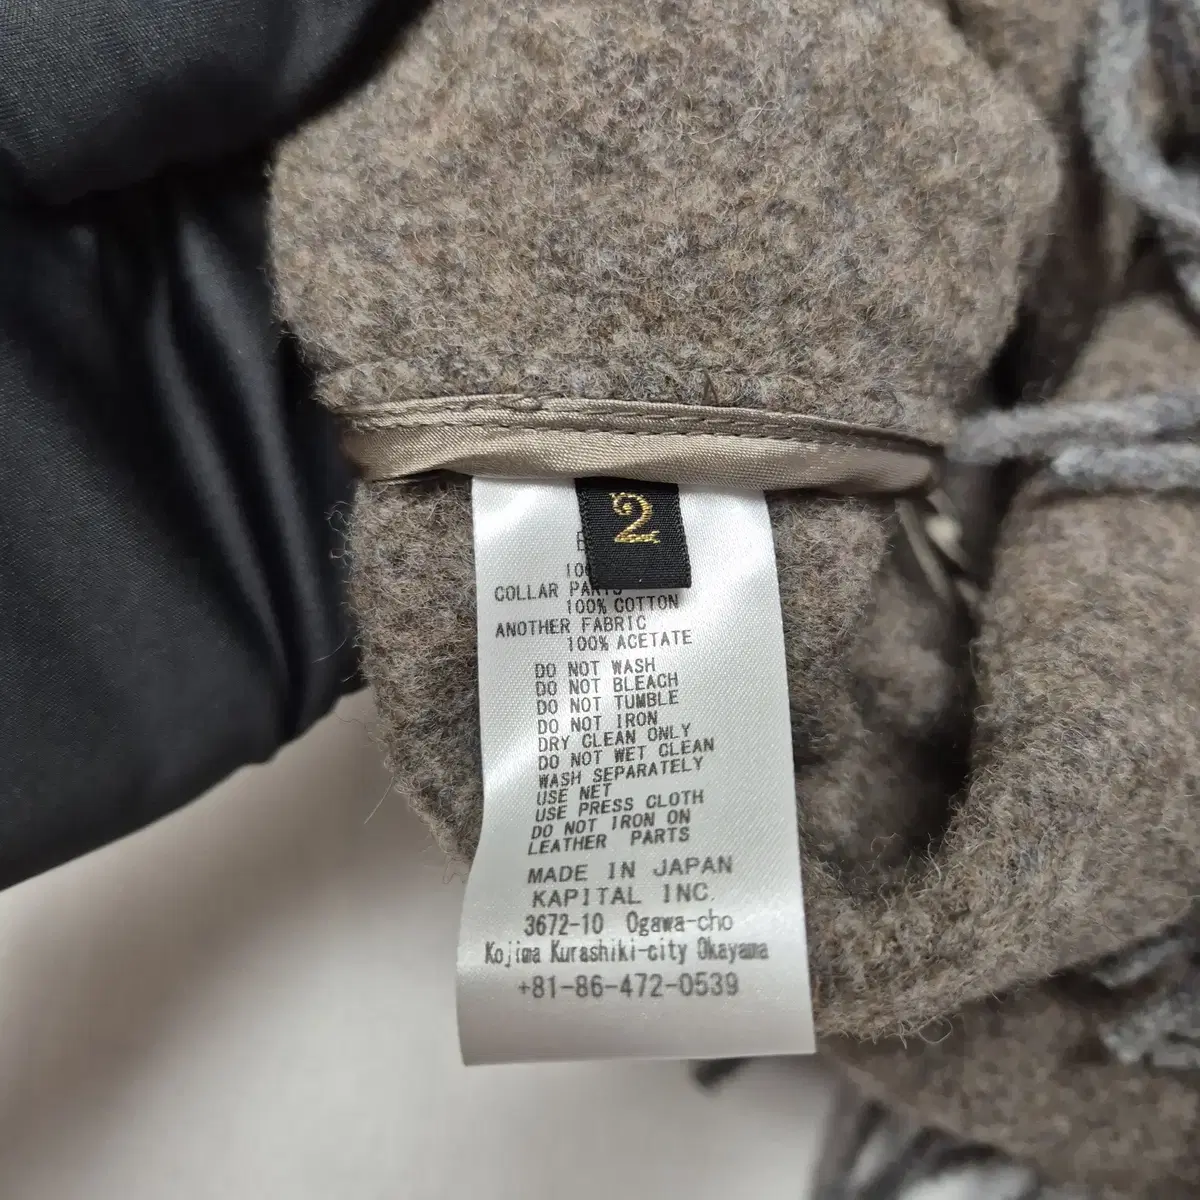 2
COLLAR PARTS
100% COTTON
ANOTHER FABRIC
100% ACETATE
DO NOT WASH
DO NOT BLEACH
DO NOT TUMBLE
DO NOT IRON
DRY CLEAN ONLY
DO NOT WET CLEAN
WASH SEPARATELY
USE NET
USE PRESS CLOTH
DO NOT IRON ON
LEATHER PARTS
MADE IN JAPAN
KAPITAL INC.
3672-10 Ogawa-cho
Kojima Kurashiki-city Okayama
+81-86-472-0539